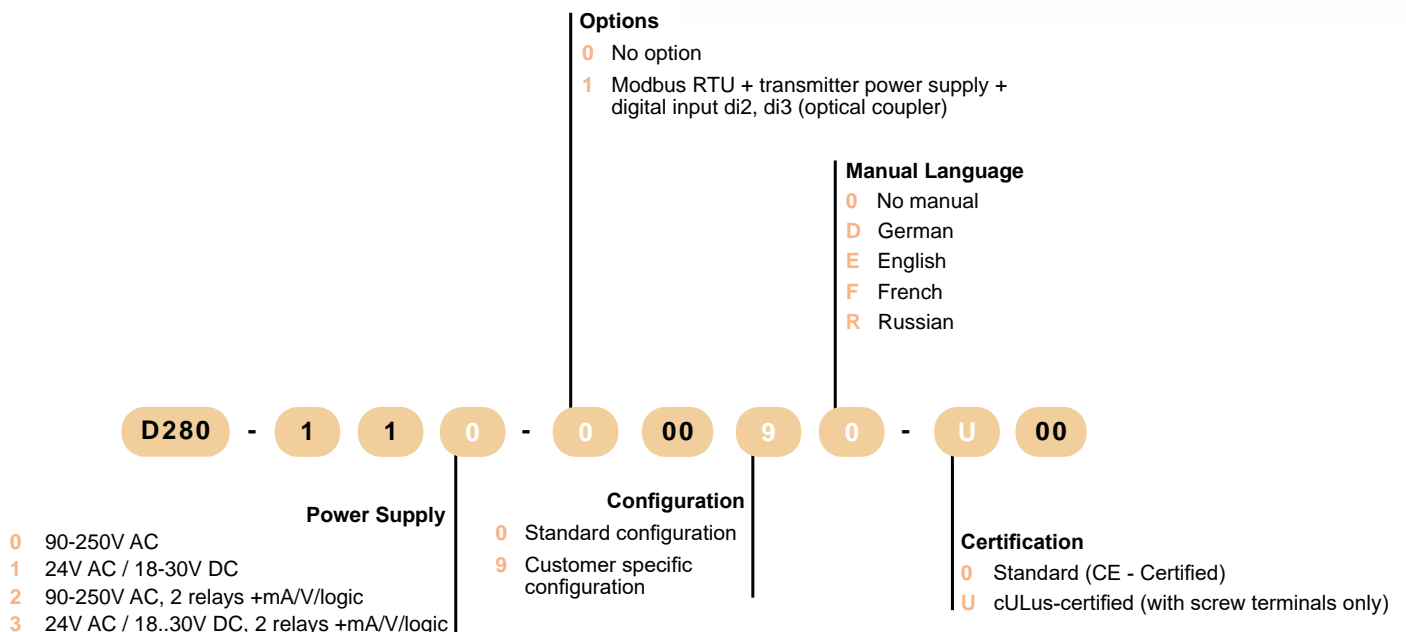 Options
0 No option
1 Modbus RTU + transmitter power supply +
digital input di2, di3 (optical coupler)
Manual Language
0 No manual
D German
E English
F French
R Russian
D280 - 1 1 0 - 0 00 9 0 - U 00
Power Supply
0 90-250V AC
1 24V AC / 18-30V DC
2 90-250V AC, 2 relays +mA/V/logic
3 24V AC / 18..30V DC, 2 relays +mA/V/logic
Configuration
0 Standard configuration
9 Customer specific
configuration
Certification
0 Standard (CE - Certified)
U cULus-certified (with screw terminals only)